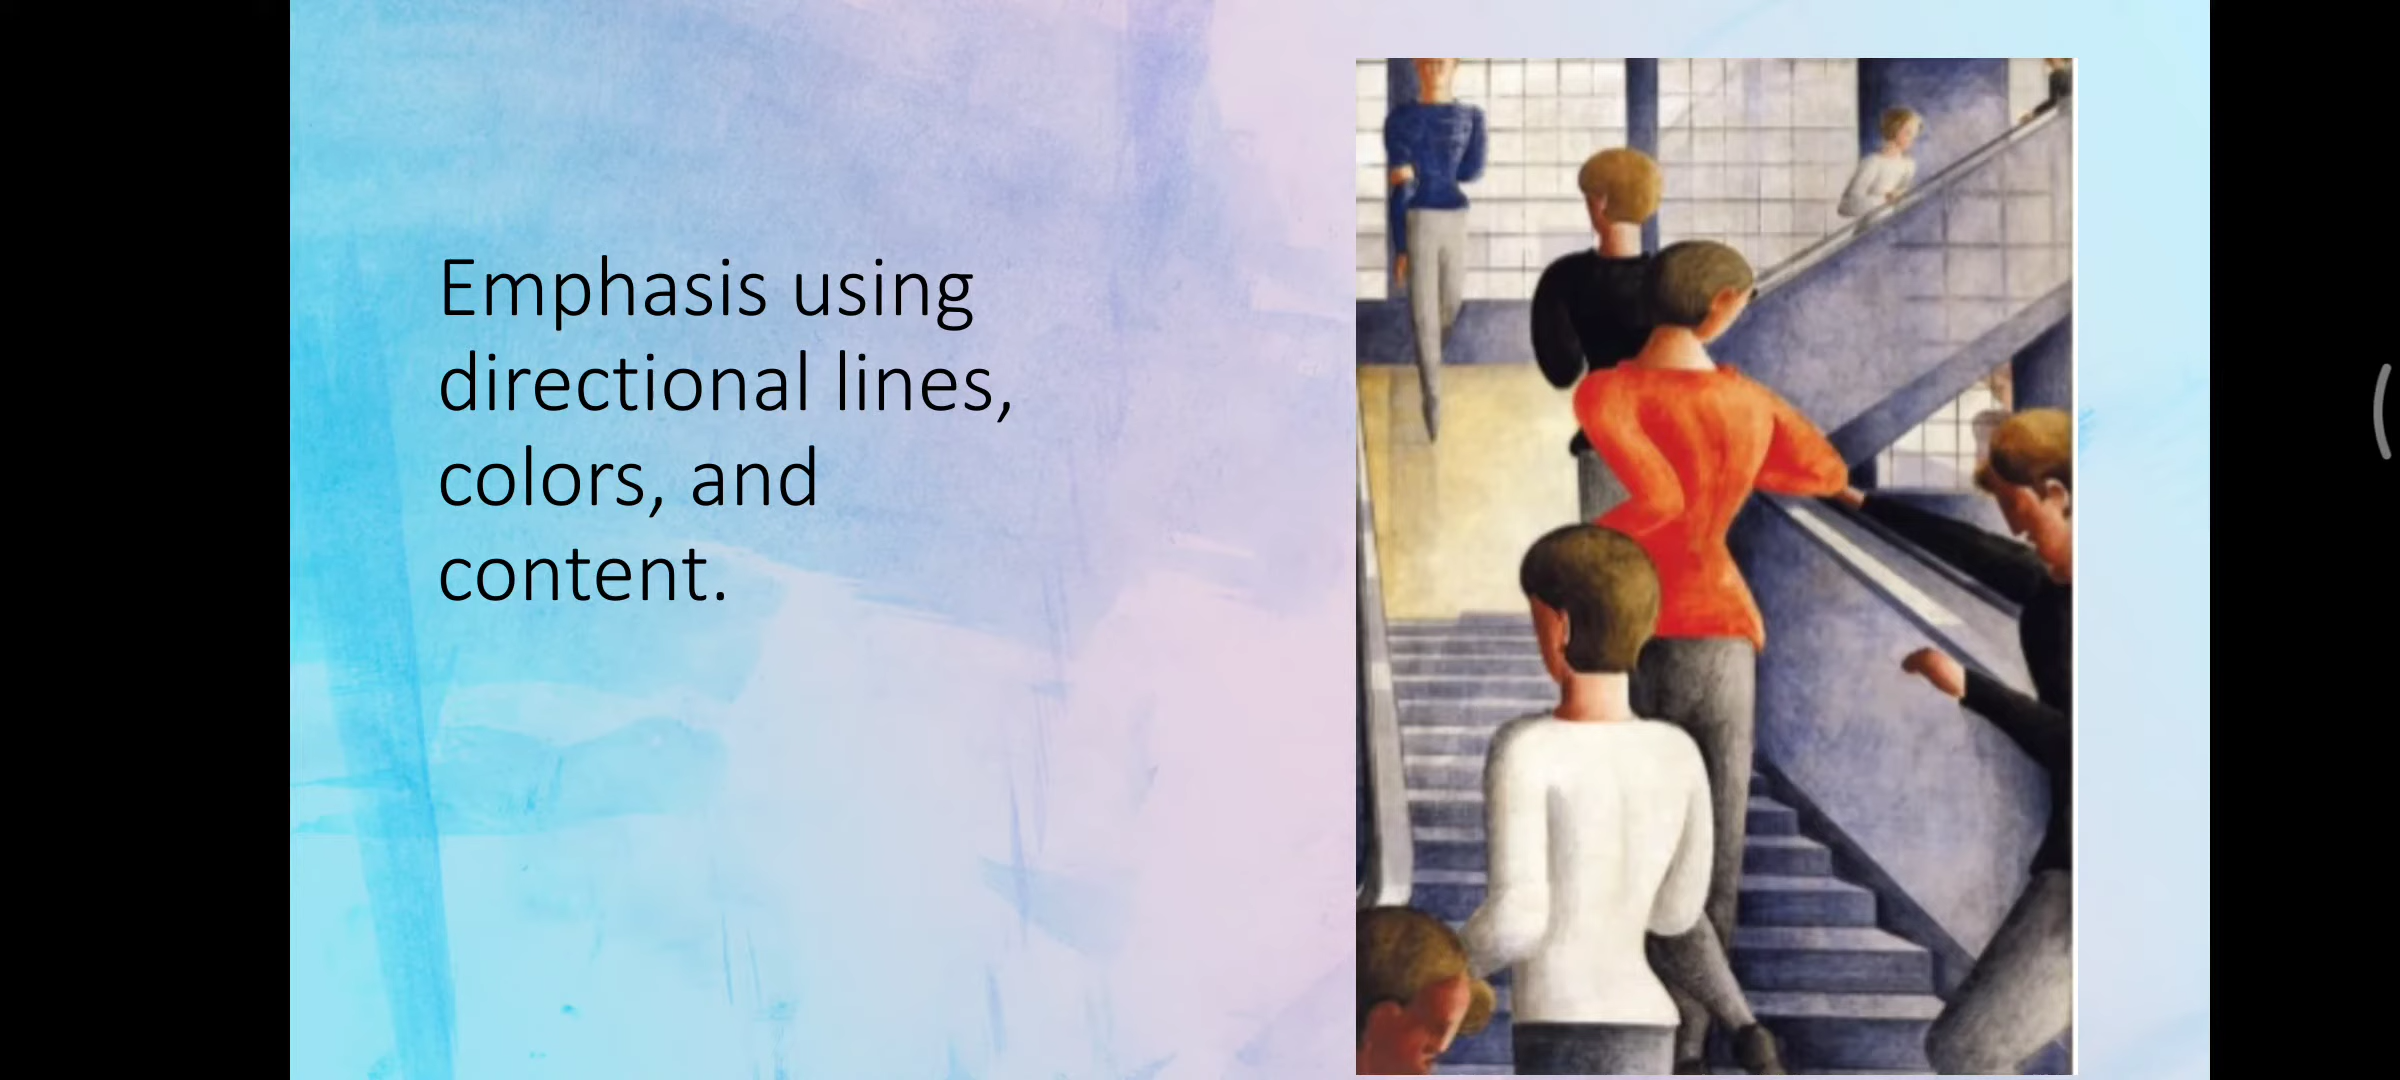 Emphasis using
directional lines,
colors, and
content.